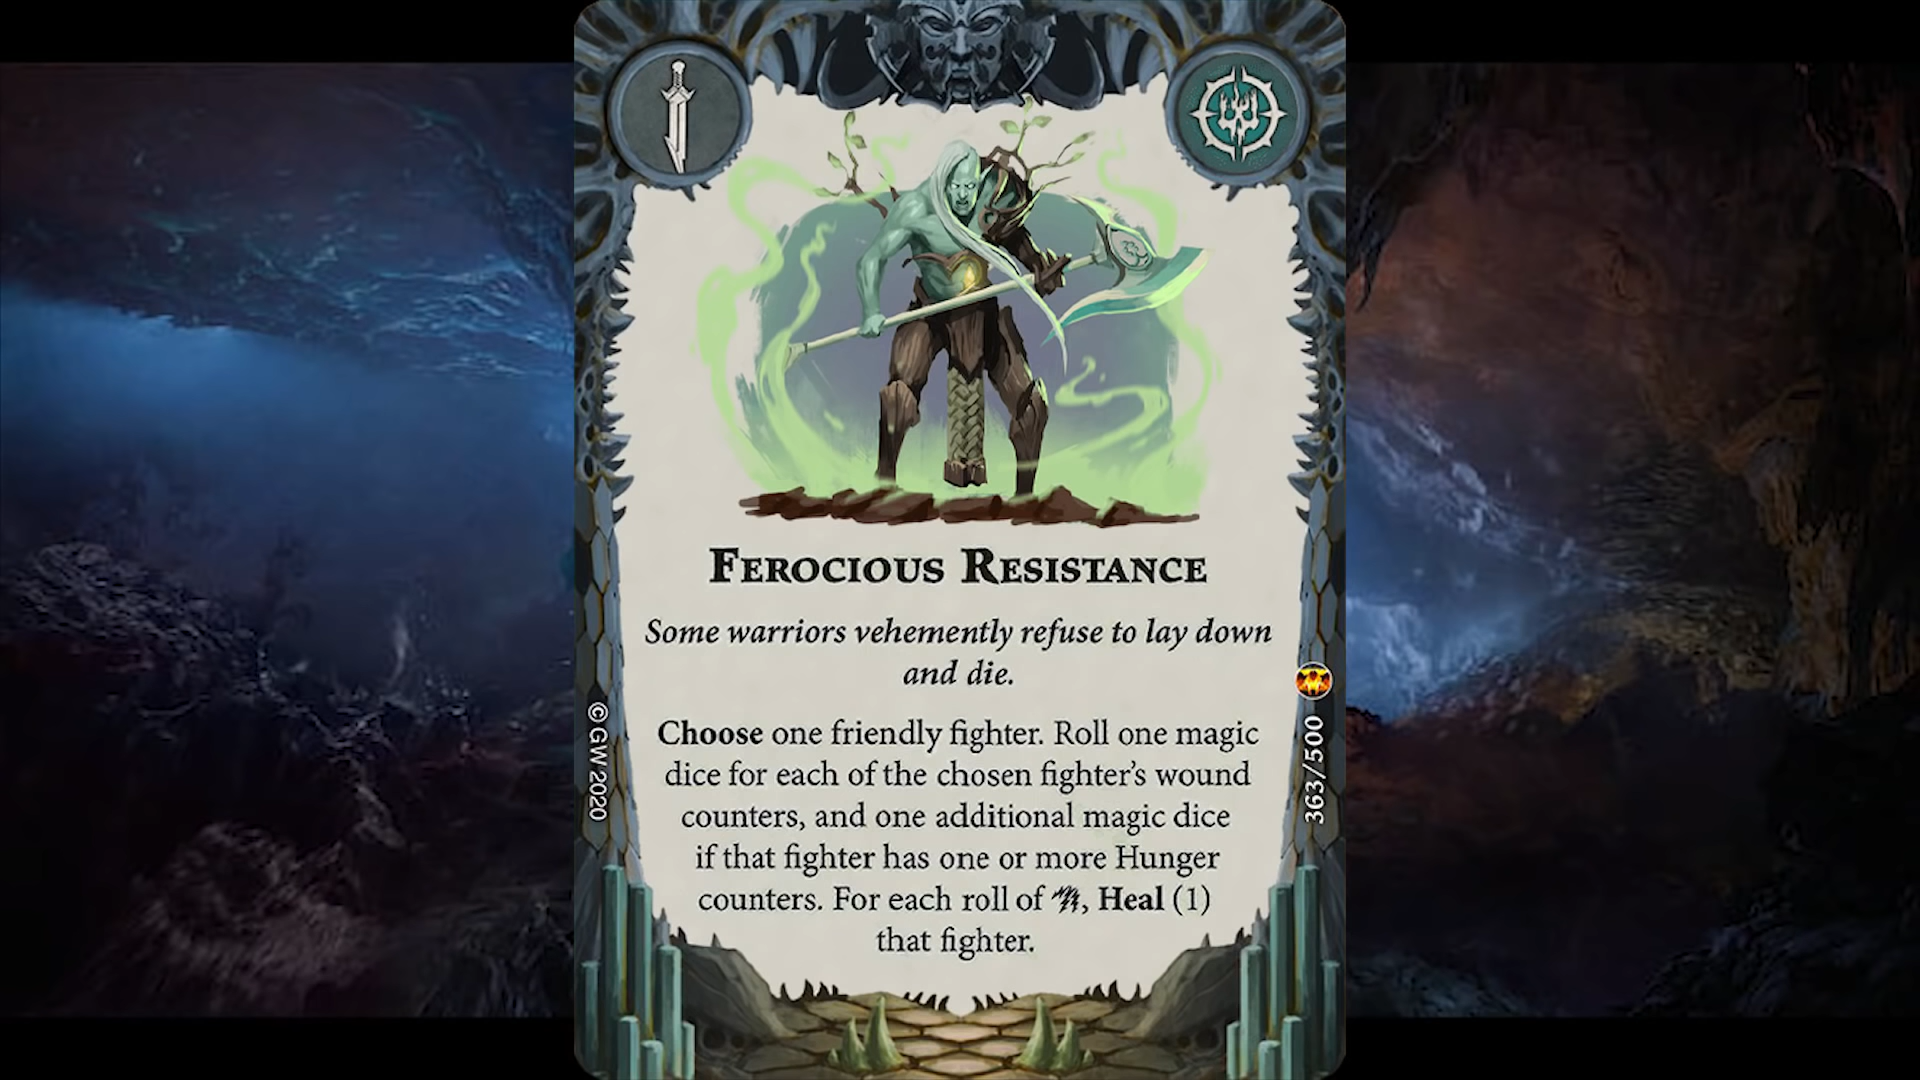 FEROCIOUS RESISTANCE
Some warriors vehemently refuse to lay down
and die.
Choose one friendly fighter. Roll one magic
dice for each of the chosen fighter's wound
counters, and one additional magic dice
if that fighter has one or more Hunger
counters. For each roll of , Heal (1)
that fighter.
© GW 2020
363/500